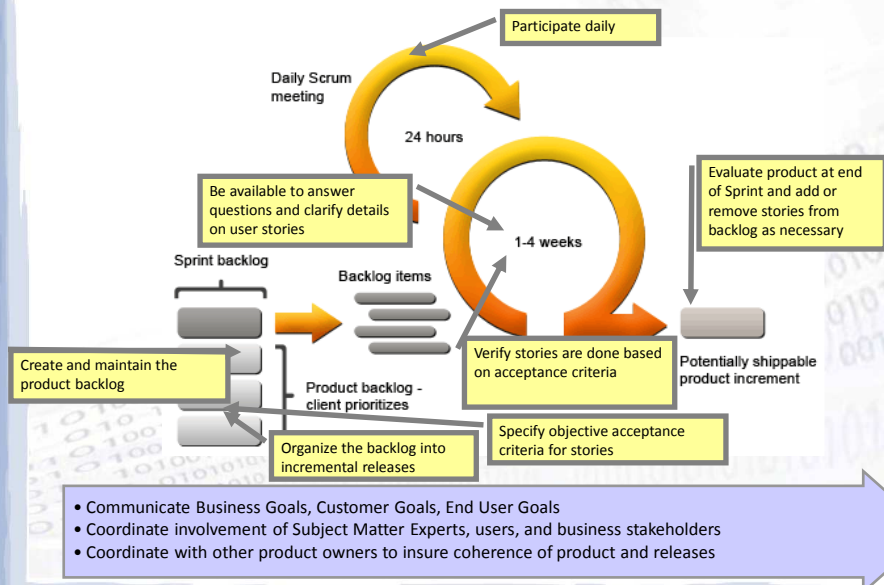 Participate daily
Daily Scrum
meeting
24 hours
Be available to answer
questions and clarify details
on user stories
1-4 weeks
Evaluate product at end
of Sprint and add or
remove stories from
backlog as necessary
Sprint backlog
Backlog items
Create and maintain the
product backlog
Product backlog -
client prioritizes
Verify stories are done based
on acceptance criteria
Potentially shippable
product increment
Organize the backlog into
incremental releases
Specify objective acceptance
criteria for stories
• Communicate Business Goals, Customer Goals, End User Goals
• Coordinate involvement of Subject Matter Experts, users, and business stakeholders
• Coordinate with other product owners to insure coherence of product and releases